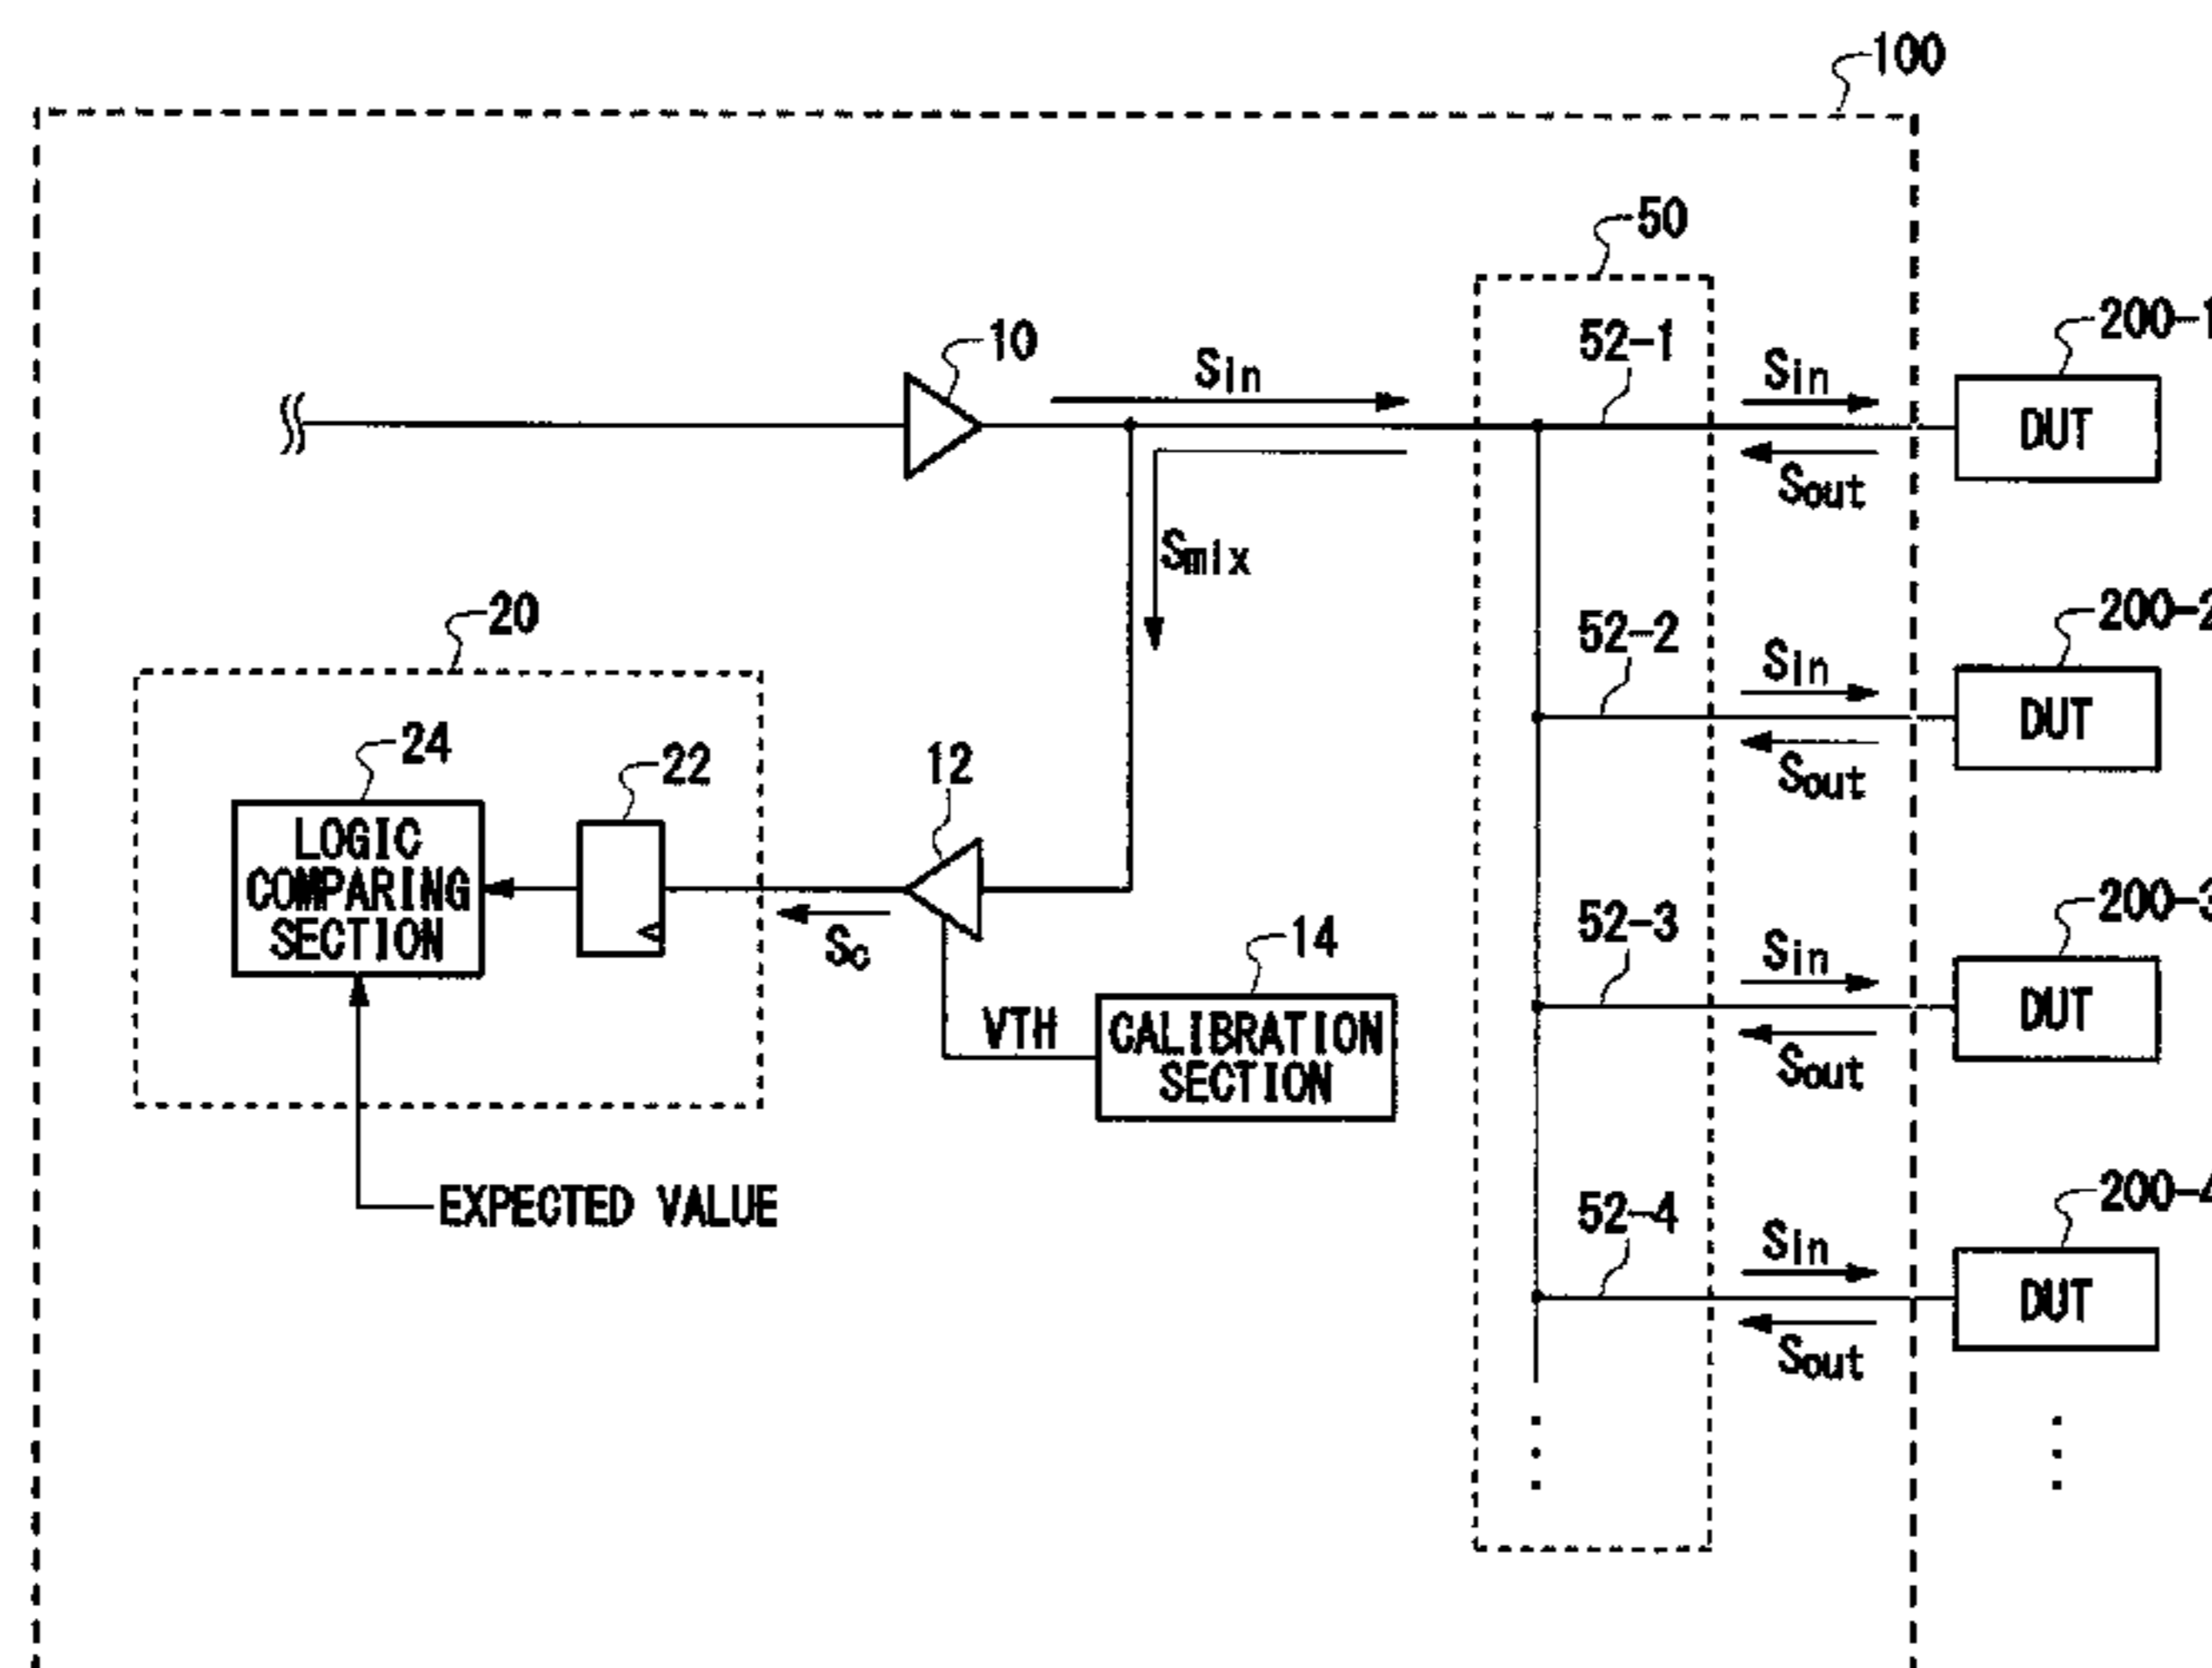 100
50
10
Sin
52-1
Sin
200-1
DUT
Sout
Smix
20
52-2
Sin
200-2
DUT
Sout
24
22
12
LOGIC
COMPARING
SECTION
Sc
14
VTH
CALIBRATION
SECTION
52-3
Sin
200-3
DUT
Sout
EXPECTED VALUE
52-4
Sin
200-4
DUT
Sout